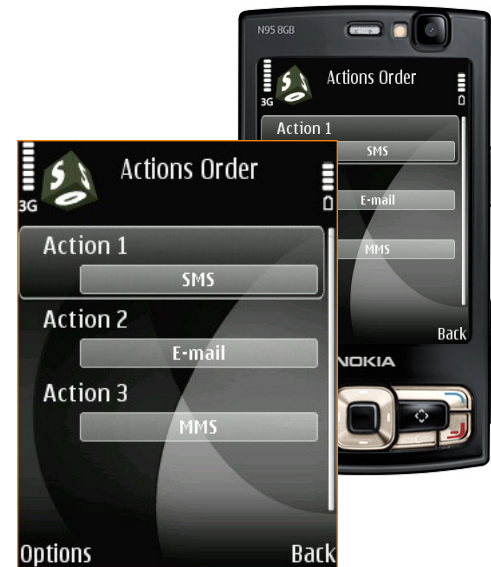 N95 8GB
Actions Order
3G
Action 1
SMS
E-mail
MMS
Back
NOKIA
S S
Actions Order
3G
Action 1
SMS
Action 2
E-mail
Action 3
MMS
Options
Back